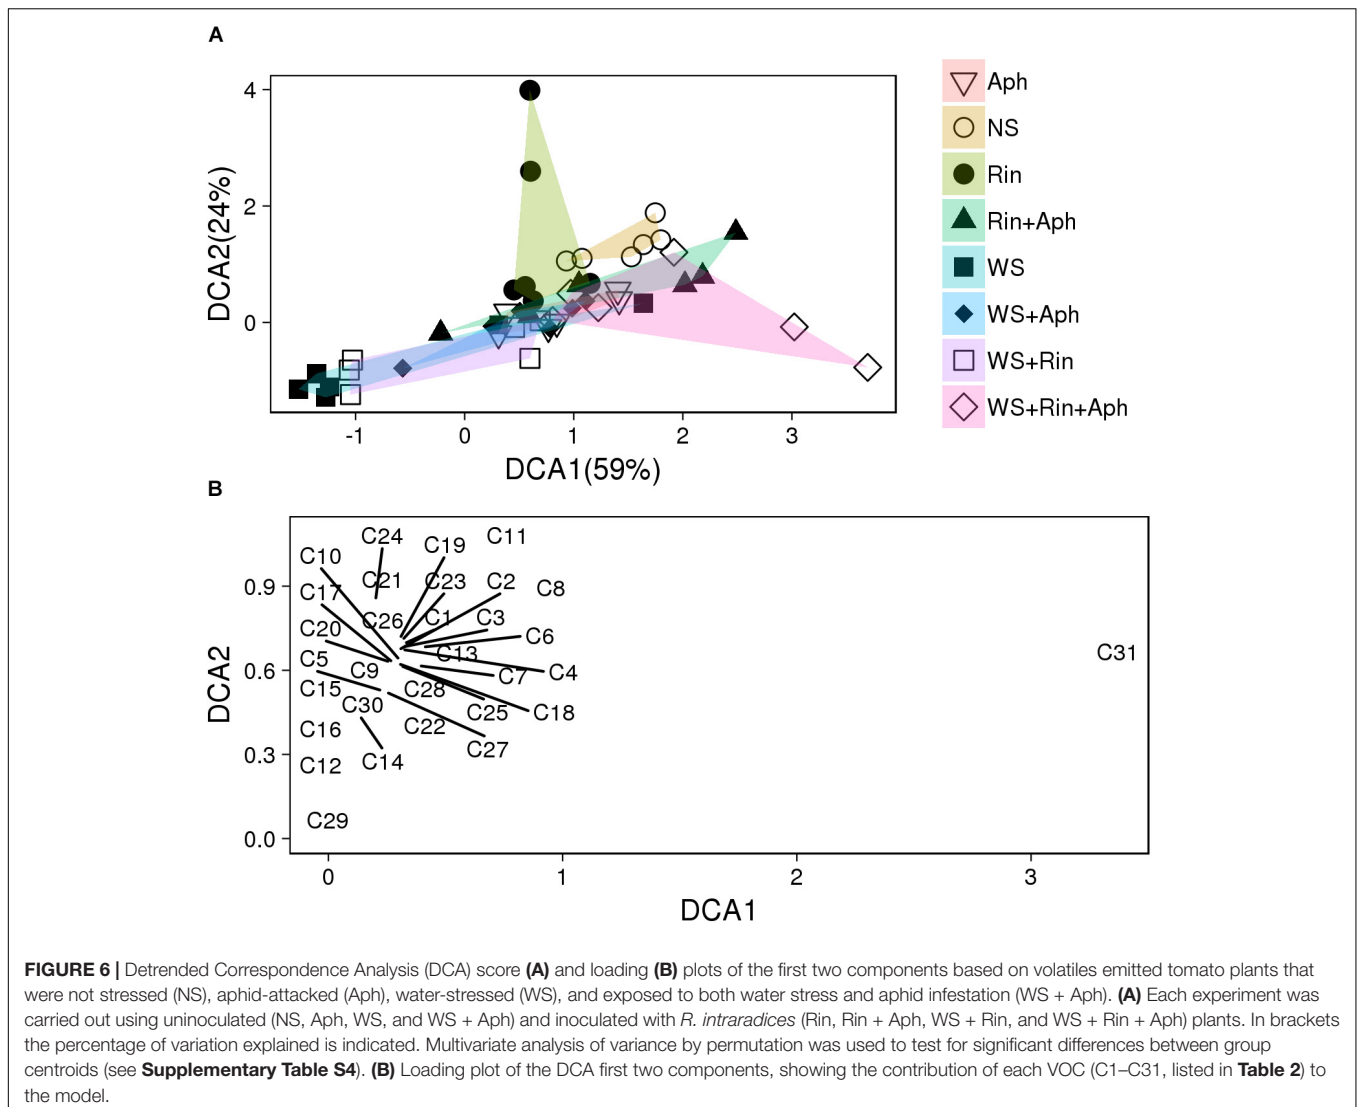 A
4
2
0
DCA2(24%)
-1 0 1 2 3
DCA1(59%)
Aph
NS
Rin
Rin+Aph
WS
WS+Aph
WS+Rin
WS+Rin+Aph
B
C24 C19 C11
C10
C21 C23 C2 C8
C17
C26 C1 C3
C20 C6
C13 C31
C5 C9 C7 C4
C15 C28
C30 C25 C18
C16 C22
C27
C12 C14
C29
0.9
0.6
0.3
0.0
DCA2
0 1 2 3
DCA1
FIGURE 6 | Detrended Correspondence Analysis (DCA) score (A) and loading (B) plots of the first two components based on volatiles emitted tomato plants that
were not stressed (NS), aphid-attacked (Aph), water-stressed (WS), and exposed to both water stress and aphid infestation (WS + Aph). (A) Each experiment was
carried out using uninoculated (NS, Aph, WS, and WS + Aph) and inoculated with R. intraradices (Rin, Rin + Aph, WS + Rin, and WS + Rin + Aph) plants. In brackets
the percentage of variation explained is indicated. Multivariate analysis of variance by permutation was used to test for significant differences between group
centroids (see Supplementary Table S4). (B) Loading plot of the DCA first two components, showing the contribution of each VOC (C1–C31, listed in Table 2) to
the model.